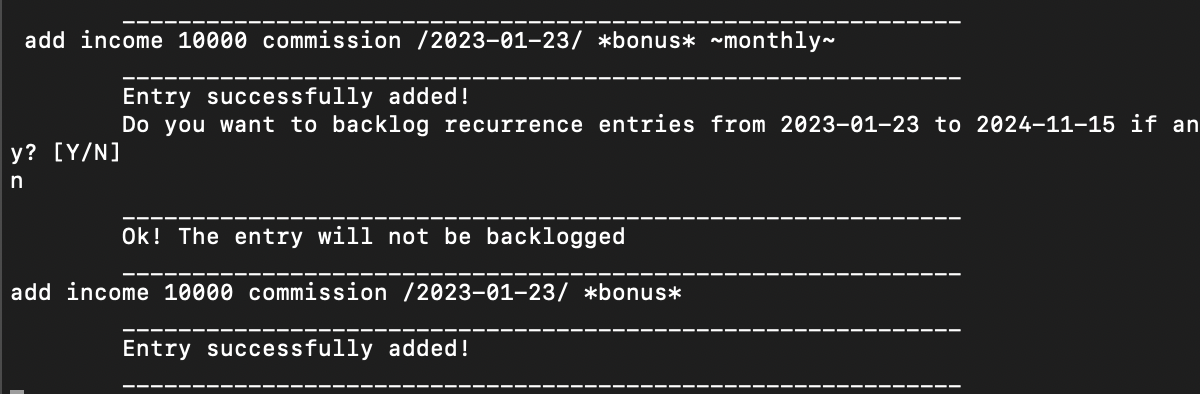 ____________________________________________________________
add income 10000 commission /2023-01-23/ *bonus* ~monthly~
____________________________________________________________
Entry successfully added!
Do you want to backlog recurrence entries from 2023-01-23 to 2024-11-15 if an
y? [Y/N]
n
____________________________________________________________
Ok! The entry will not be backlogged
____________________________________________________________
add income 10000 commission /2023-01-23/ *bonus*
____________________________________________________________
Entry successfully added!
____________________________________________________________